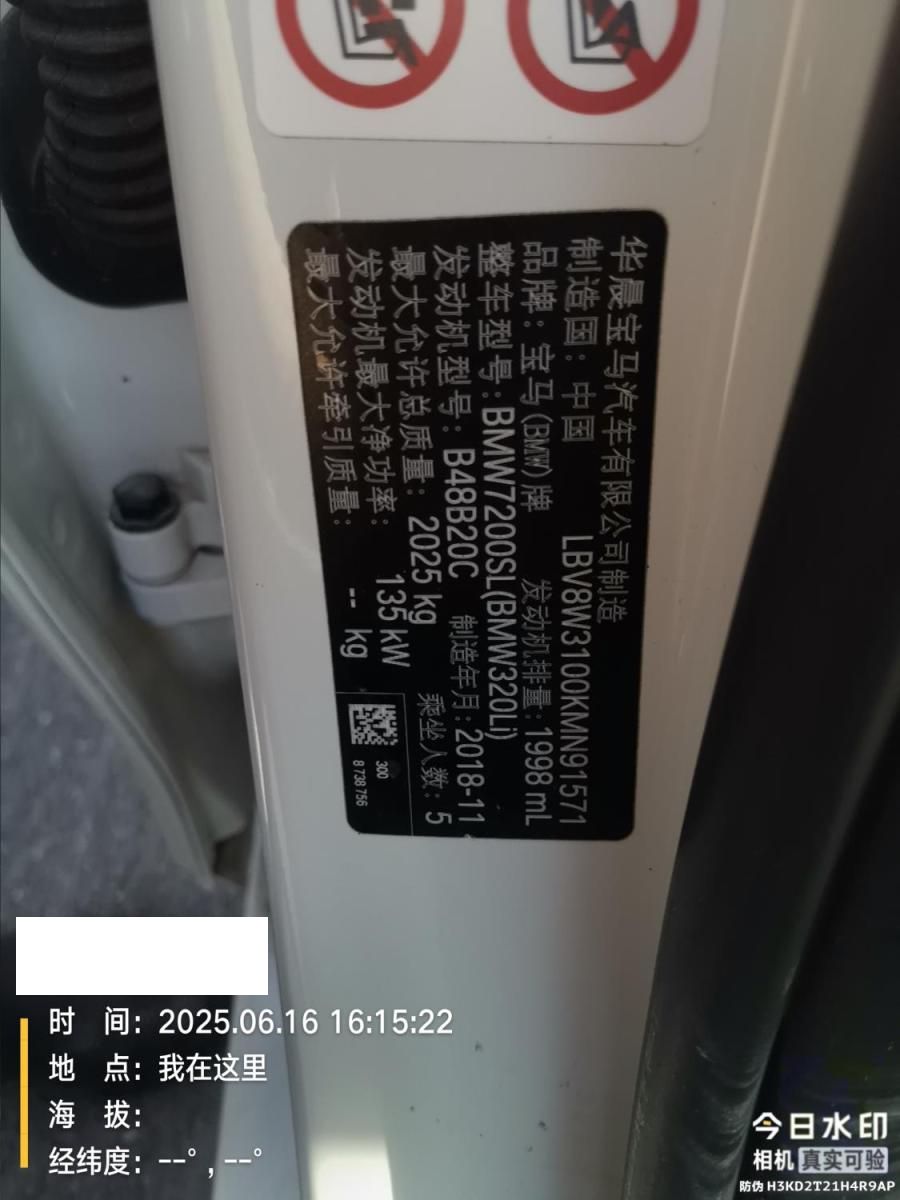 华晨宝马汽车有限公司制造
制造国：中国 LBV8W3100KMN91571
品牌：宝马(BMW)牌 发动机排量：1998 mL
整车型号：BMW7200SL(BMW320Li)
发动机型号：B48B20C 制造年月：2018-11
最大允许总质量：2025 kg 乘坐人数：5
发动机最大净功率：135 kW
最大允许牵引质量：-- kg
300
8 738 756
时 间：2025.06.16 16:15:22
地 点：我在这里
海 拔：
经纬度：--°,--°
今日水印
相机 真实可验
防伪 H3KD2T21H4R9AP